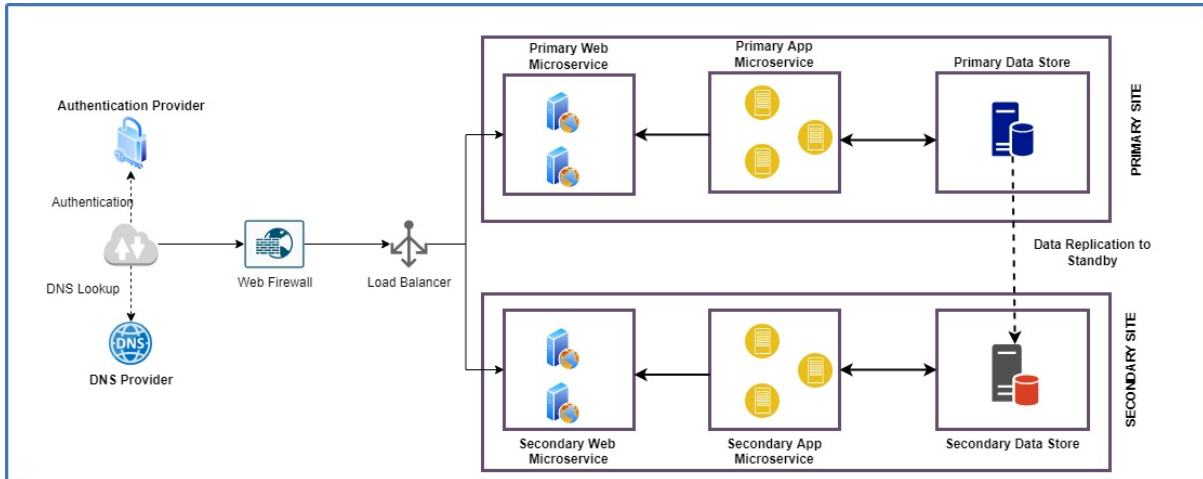 Primary Web
Microservice
Primary App
Microservice
Primary Data Store
PRIMARY SITE
Authentication Provider
Authentication
DNS Lookup
DNS
DNS Provider
Web Firewall
Load Balancer
Data Replication to
Standby
SECONDARY SITE
Secondary Web
Microservice
Secondary App
Microservice
Secondary Data Store